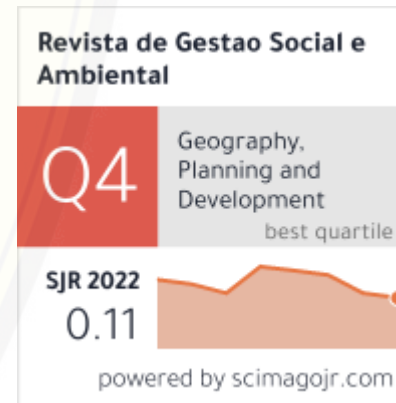 Revista de Gestao Social e
Ambiental
Q4
Geography,
Planning and
Development
best quartile
SJR 2022
0.11
powered by scimagojr.com